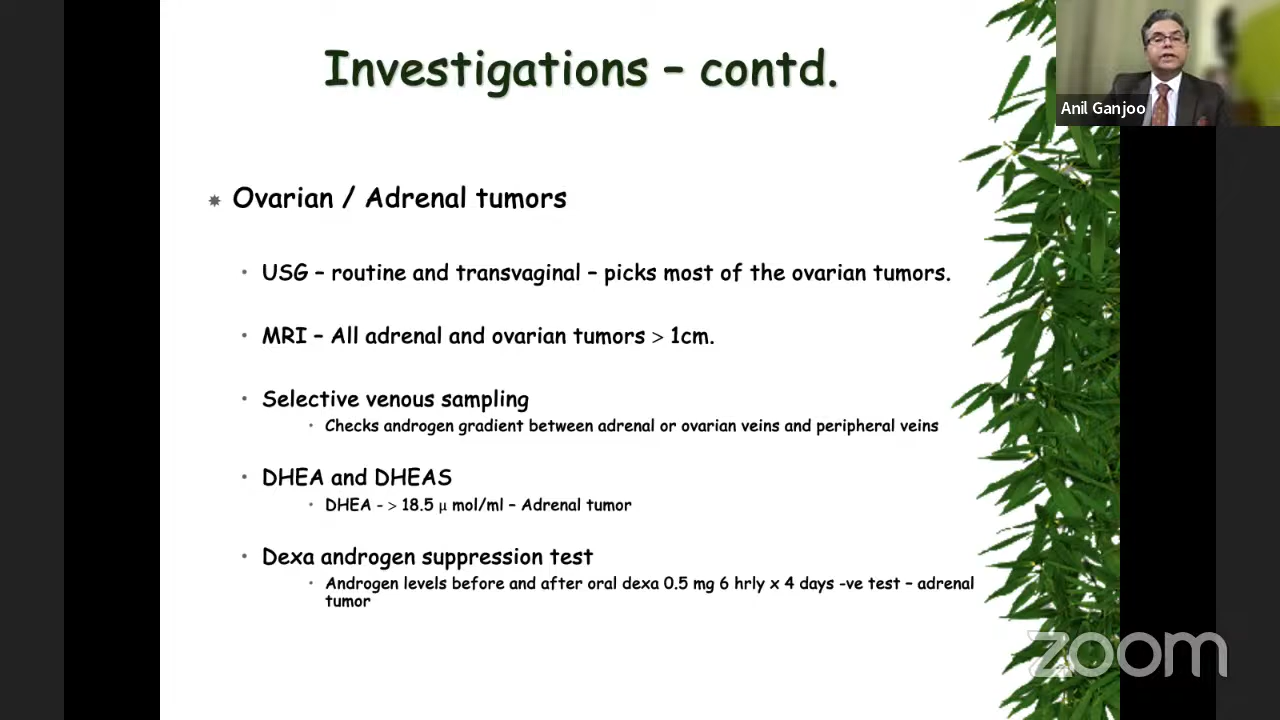 Investigations – contd.
Anil Ganjoo
Ovarian / Adrenal tumors
USG – routine and transvaginal – picks most of the ovarian tumors.
MRI – All adrenal and ovarian tumors > 1cm.
Selective venous sampling
Checks androgen gradient between adrenal or ovarian veins and peripheral veins
DHEA and DHEAS
DHEA - > 18.5 μ mol/ml – Adrenal tumor
Dexa androgen suppression test
Androgen levels before and after oral dexa 0.5 mg 6 hrly x 4 days -ve test – adrenal
tumor
zoom